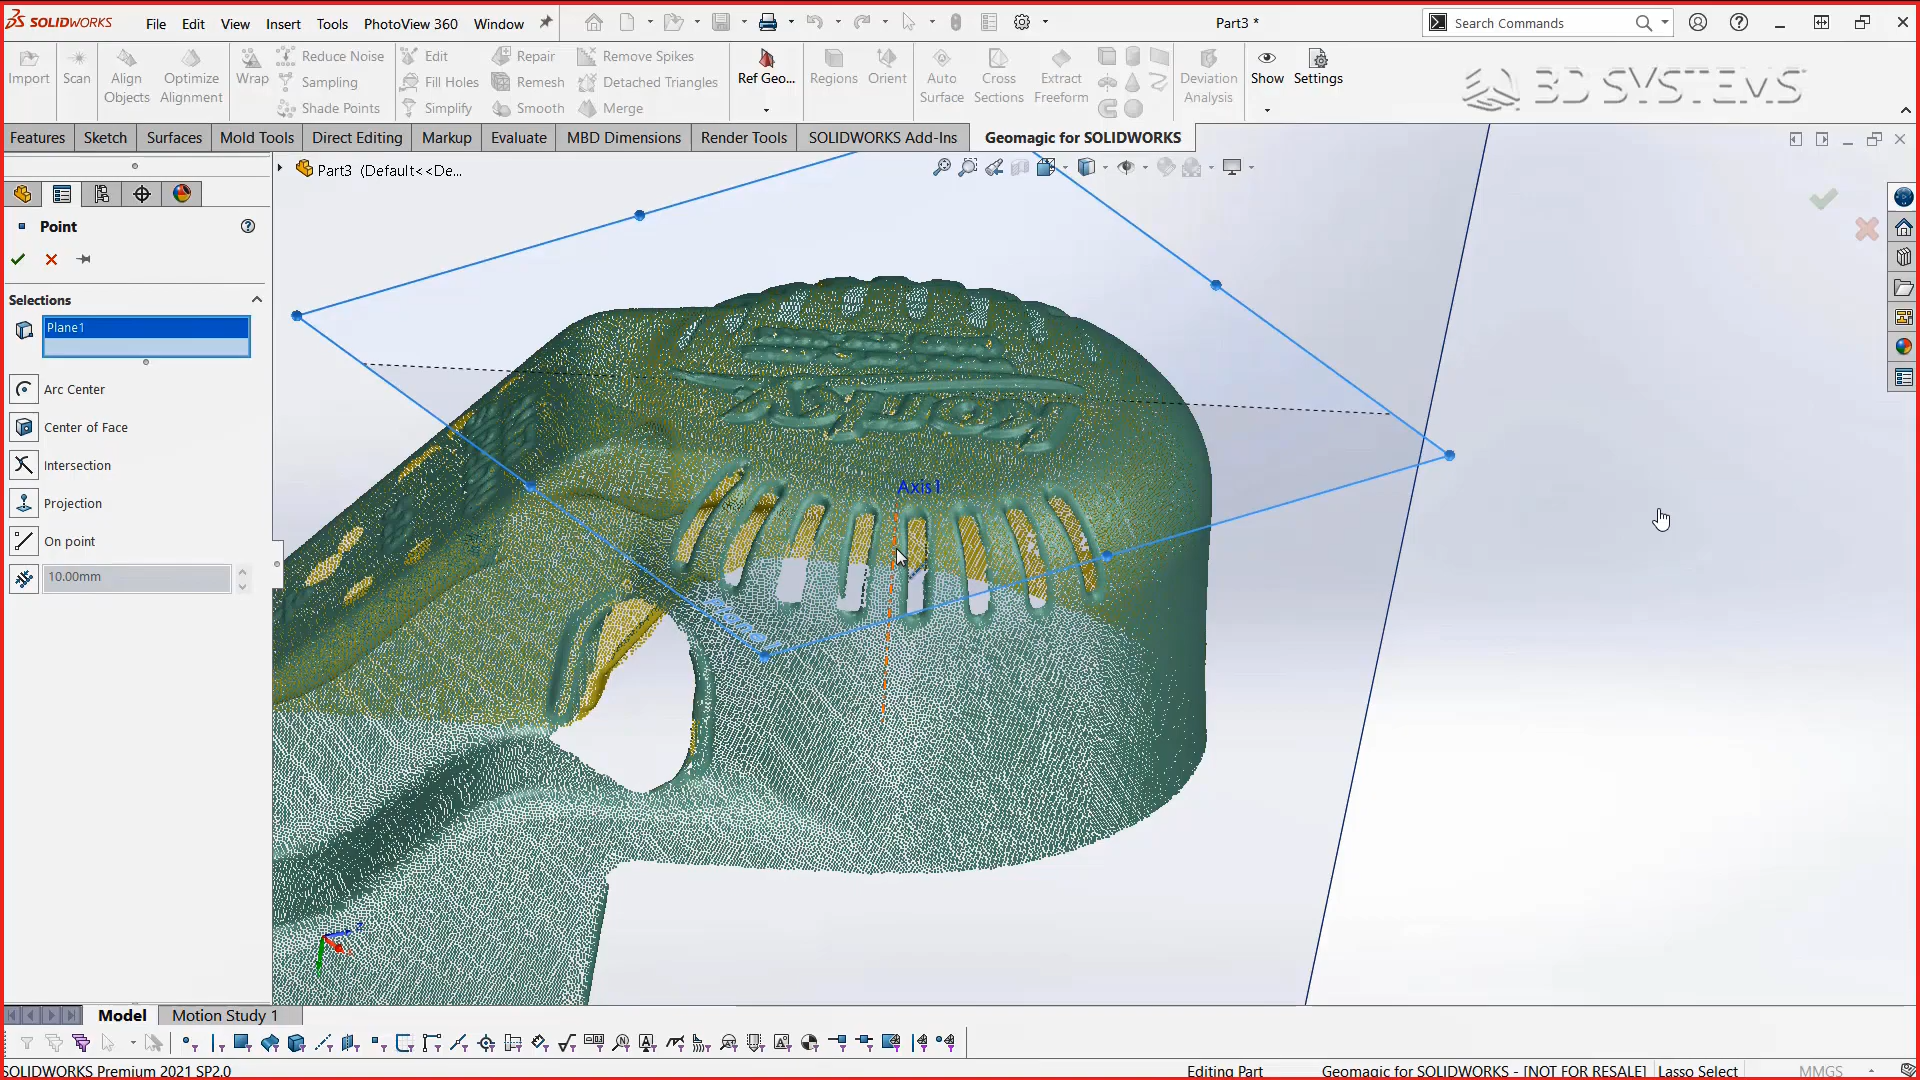 SOLIDWORKS File Edit View Insert Tools PhotoView 360 Window Part3 * Search Commands
Import Scan Align Objects Optimize Alignment Wrap Reduce Noise Sampling Shade Points Edit Fill Holes Simplify Repair Remesh Smooth Remove Spikes Detached Triangles Merge Ref Geo... Regions Orient Auto Surface Cross Sections Extract Freeform Deviation Analysis Show Settings
3D SYSTEMS
Features Sketch Surfaces Mold Tools Direct Editing Markup Evaluate MBD Dimensions Render Tools SOLIDWORKS Add-Ins Geomagic for SOLIDWORKS
Part3 (Default<<De...
Point
Selections
Plane1
Arc Center
Center of Face
Intersection
Projection
On point
10.00mm
Axis1
Model Motion Study 1
SOLIDWORKS Premium 2021 SP2.0 Editing Part Geomagic for SOLIDWORKS - [NOT FOR RESALE] Lasso Select MMGS